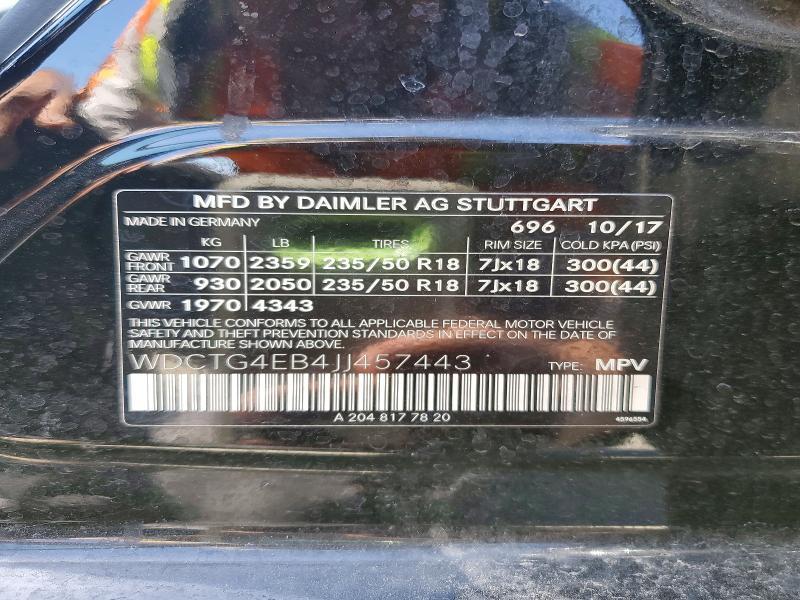 MFD BY DAIMLER AG STUTTGART
MADE IN GERMANY 696 10/17
KG LB TIRES RIM SIZE COLD KPA (PSI)
GAWR FRONT 1070 2359 235/50 R18 7Jx18 300(44)
GAWR REAR 930 2050 235/50 R18 7Jx18 300(44)
GVWR 1970 4343
THIS VEHICLE CONFORMS TO ALL APPLICABLE FEDERAL MOTOR VEHICLE
SAFETY AND THEFT PREVENTION STANDARDS IN EFFECT ON THE DATE OF
MANUFACTURE SHOWN ABOVE.
WDCTG4EB4JJ457443 TYPE: MPV
A 204 817 78 20 4596554